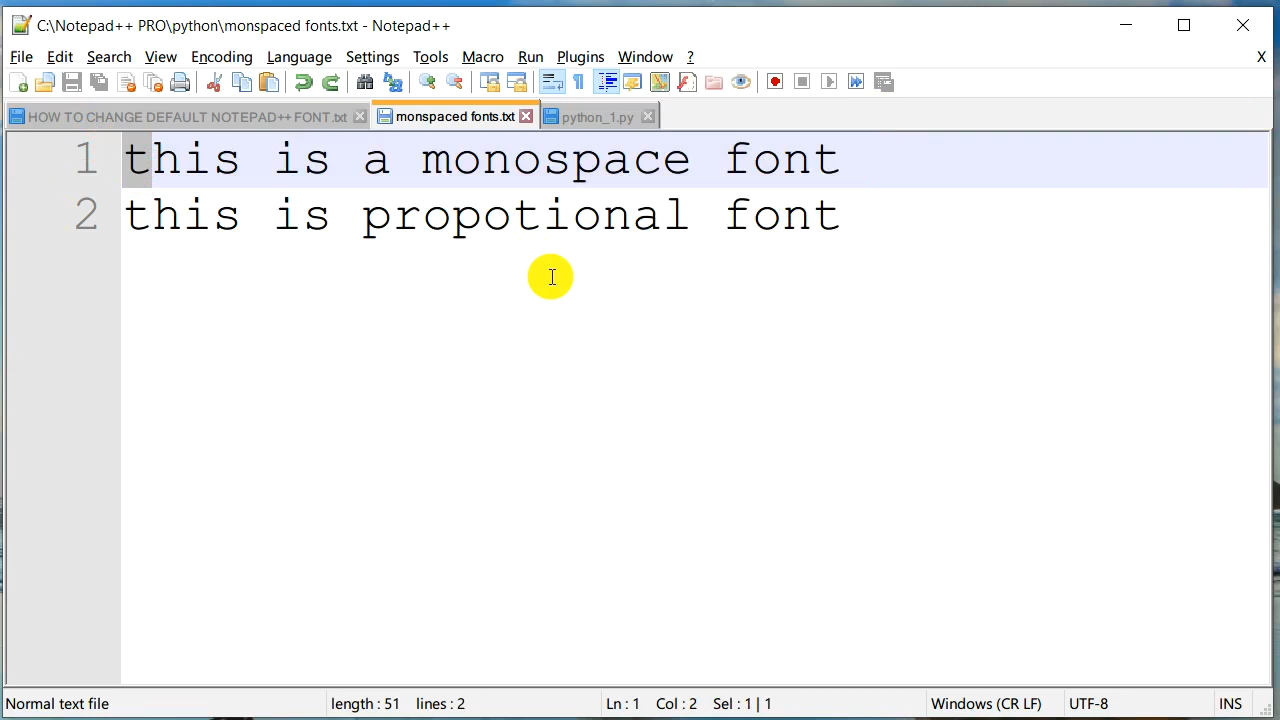 C:\Notepad++ PRO\python\monspaced fonts.txt - Notepad++
File Edit Search View Encoding Language Settings Tools Macro Run Plugins Window ? X
HOW TO CHANGE DEFAULT NOTEPAD++ FONT.txt monspaced fonts.txt python_1.py
1 this is a monospace font
2 this is propotional font
Normal text file length : 51 lines : 2 Ln : 1 Col : 2 Sel : 1 | 1 Windows (CR LF) UTF-8 INS